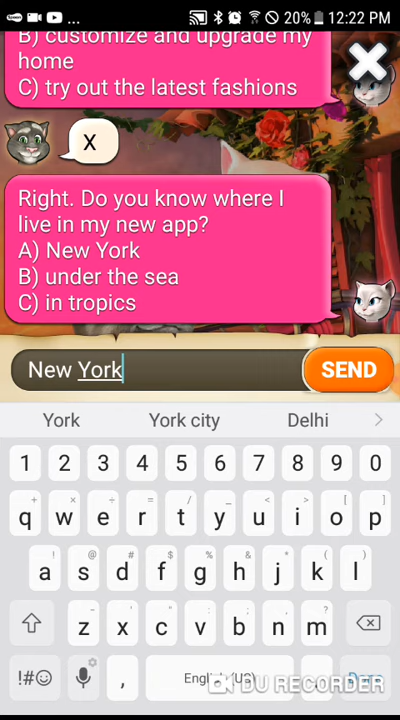 20% 12:22 PM
B) customize and upgrade my
home
C) try out the latest fashions
X
Right. Do you know where I
live in my new app?
A) New York
B) under the sea
C) in tropics
New York
SEND
York York city Delhi
1 2 3 4 5 6 7 8 9 0
q w e r t y u i o p
a s d f g h j k l
z x c v b n m
!#☺ , English(US) .
DU RECORDER